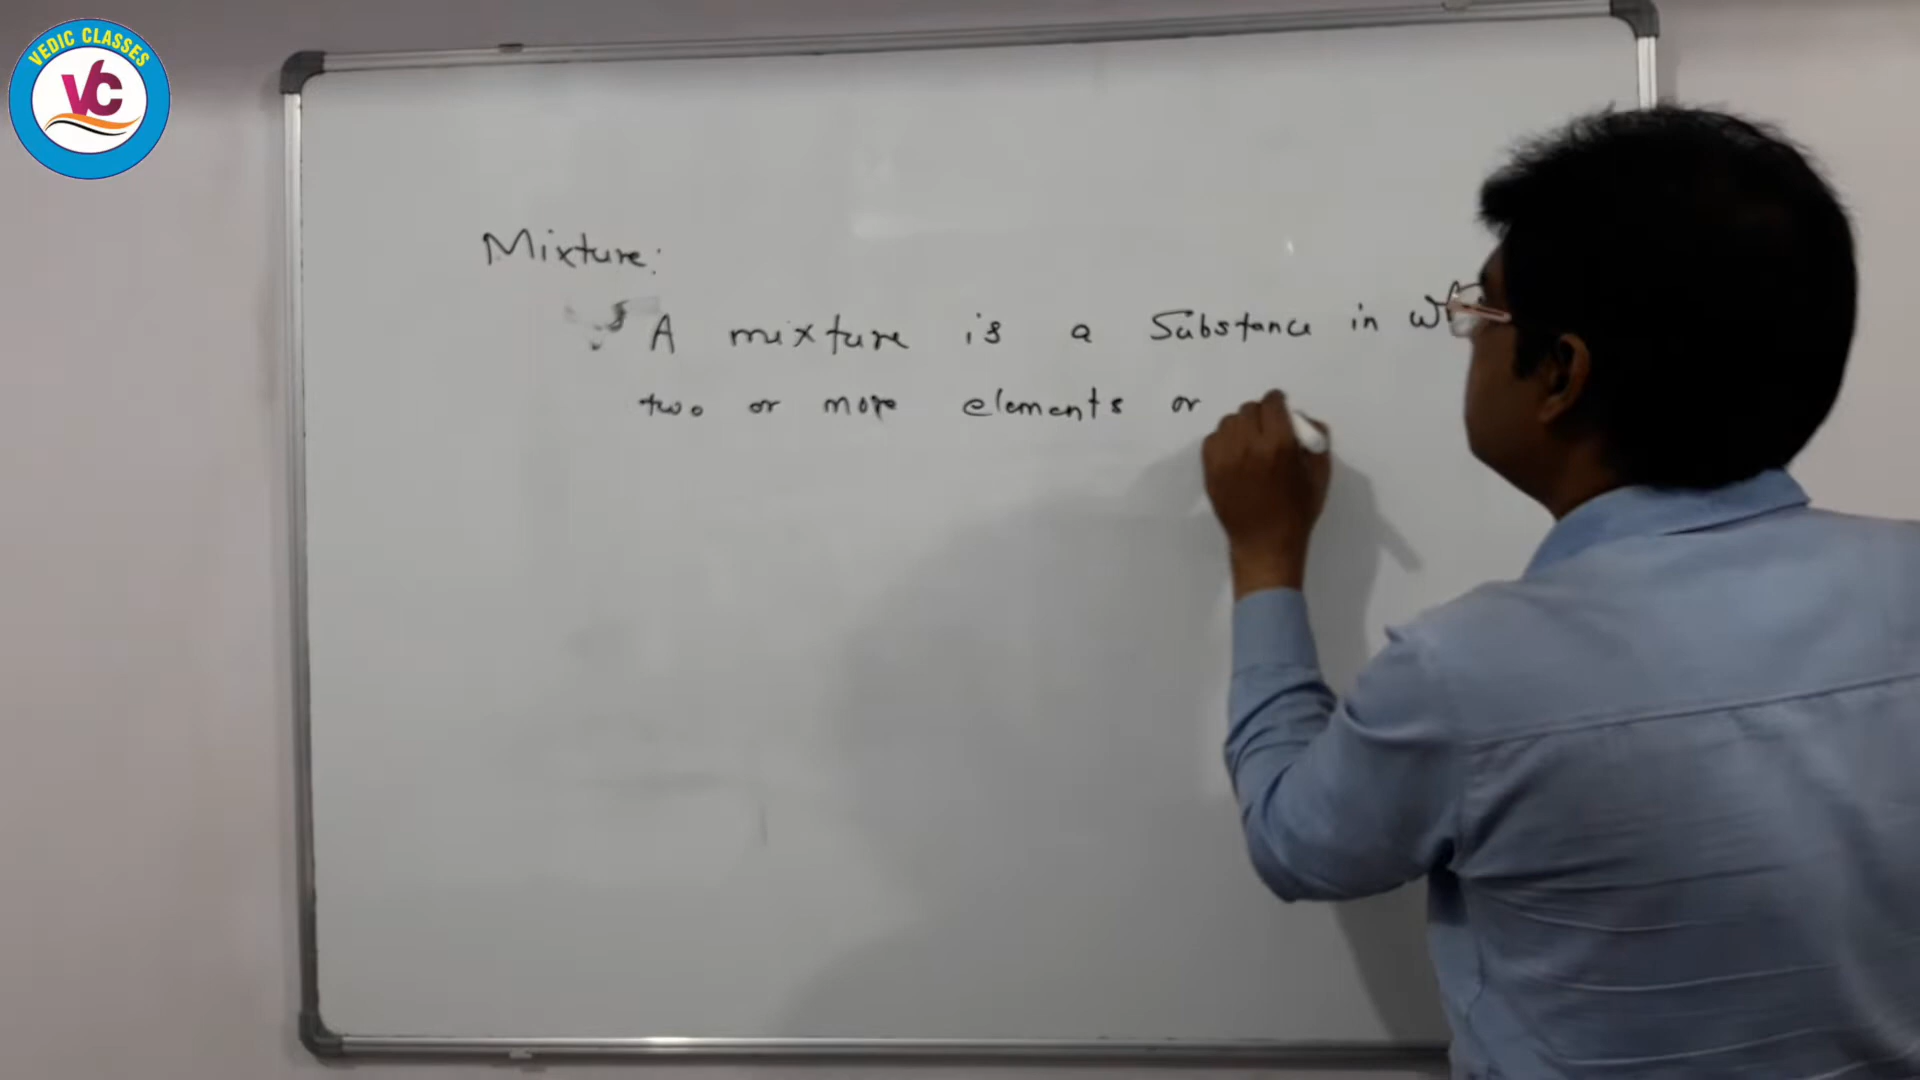 VEDIC CLASSES
VC
Mixture:
A mixture is a Substance in
two or more elements or